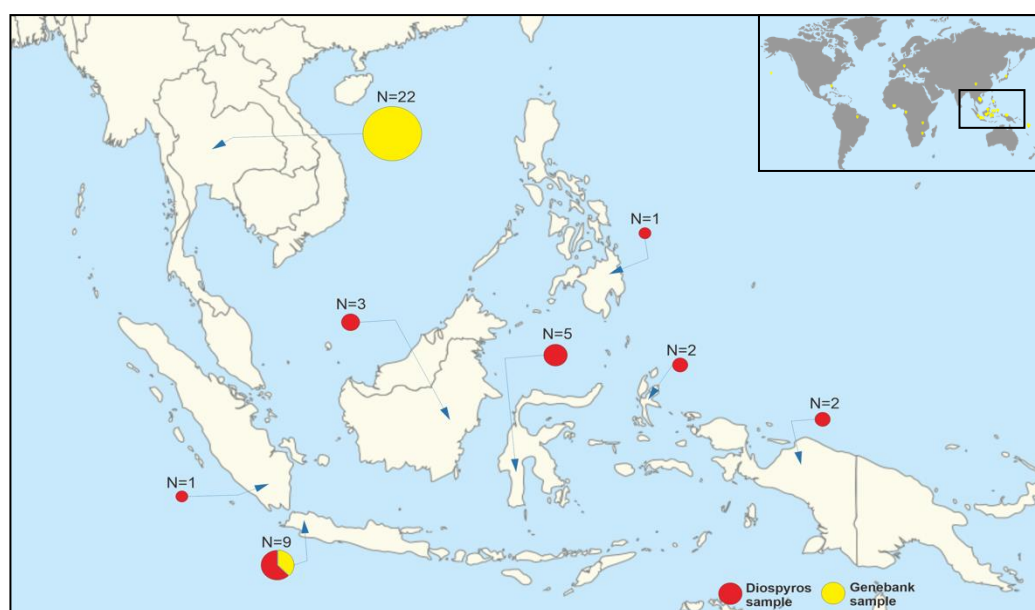 N=22
N=1
N=3
N=5
N=2
N=2
N=1
N=9
Diospyros
sample
Genebank
sample